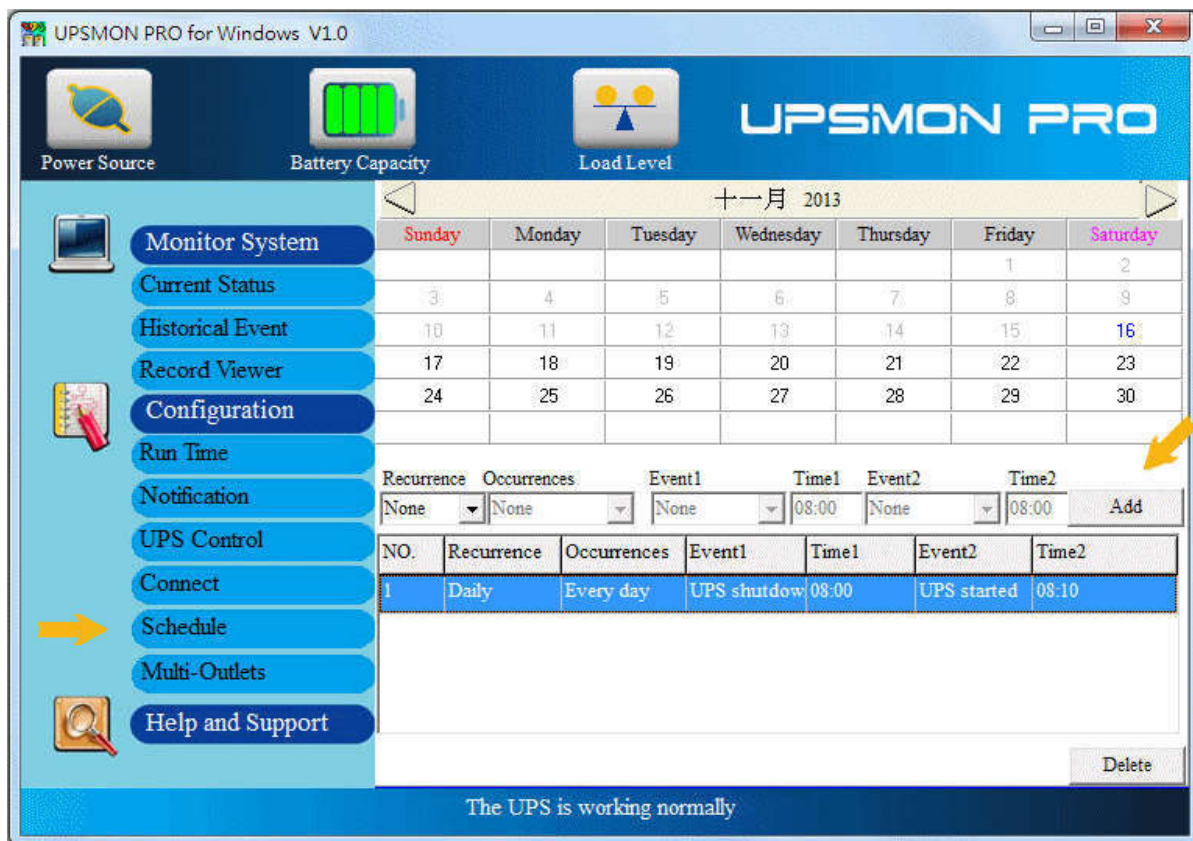 UPSMON PRO for Windows V1.0
Power Source
Battery Capacity
Load Level
UPSMON PRO
Monitor System
Current Status
Historical Event
Record Viewer
Configuration
Run Time
Notification
UPS Control
Connect
Schedule
Multi-Outlets
Help and Support
十一月 2013
Sunday Monday Tuesday Wednesday Thursday Friday Saturday
1 2
3 4 5 6 7 8 9
10 11 12 13 14 15 16
17 18 19 20 21 22 23
24 25 26 27 28 29 30
Recurrence Occurrences Event1 Time1 Event2 Time2
None None None 08:00 None 08:00 Add
NO. Recurrence Occurrences Event1 Time1 Event2 Time2
1 Daily Every day UPS shutdow 08:00 UPS started 08:10
Delete
The UPS is working normally